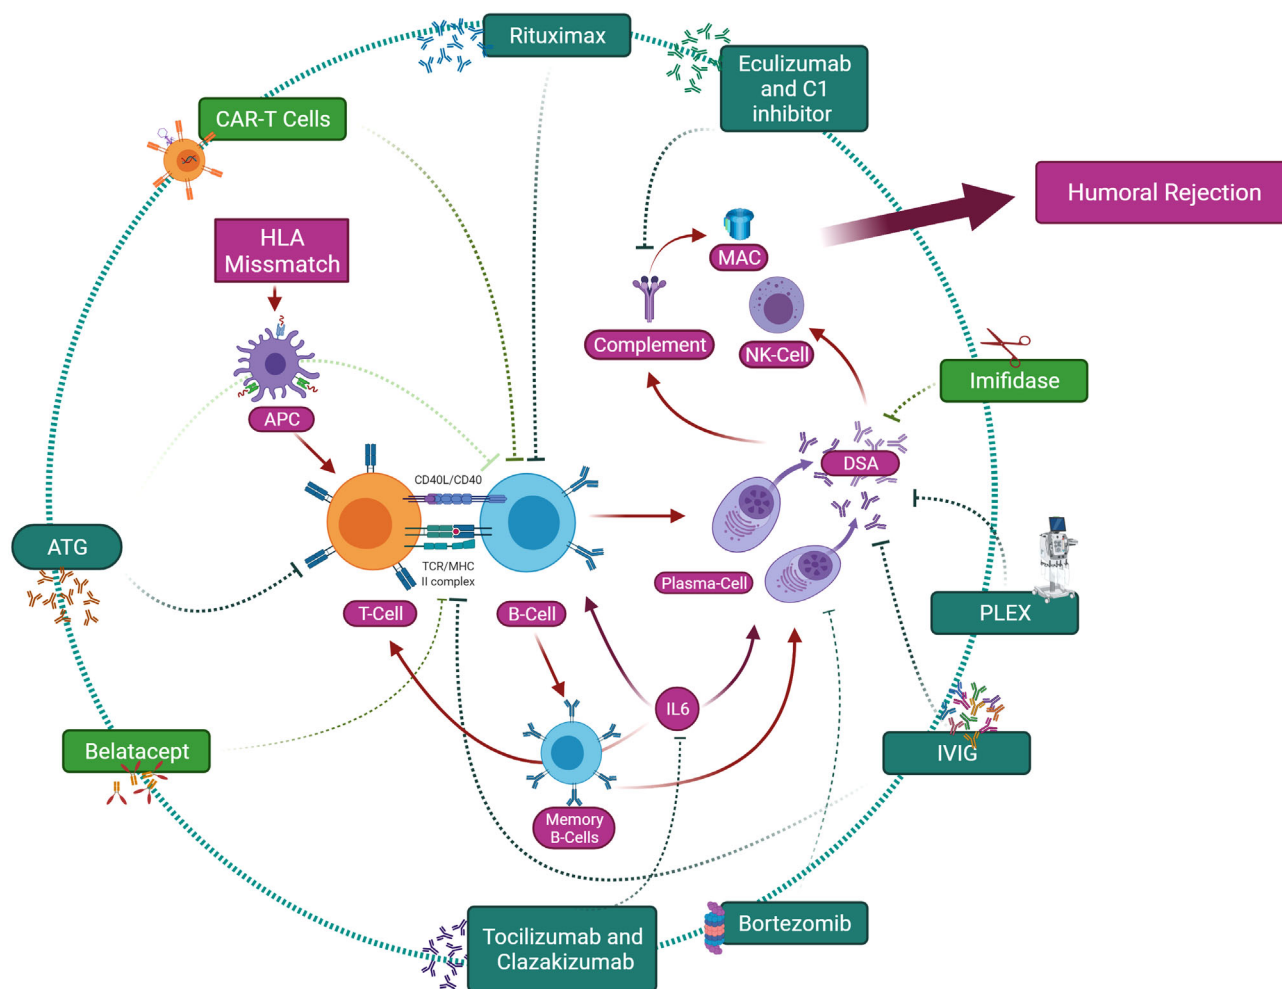 Rituximax
Eculizumab
and C1
inhibitor
CAR-T Cells
Humoral Rejection
HLA
Missmatch
MAC
Complement
NK-Cell
Imifidase
APC
DSA
CD40L/CD40
ATG
TCR/MHC
II complex
Plasma-Cell
PLEX
T-Cell
B-Cell
IL6
Belatacept
IVIG
Memory
B-Cells
Tocilizumab and
Clazakizumab
Bortezomib